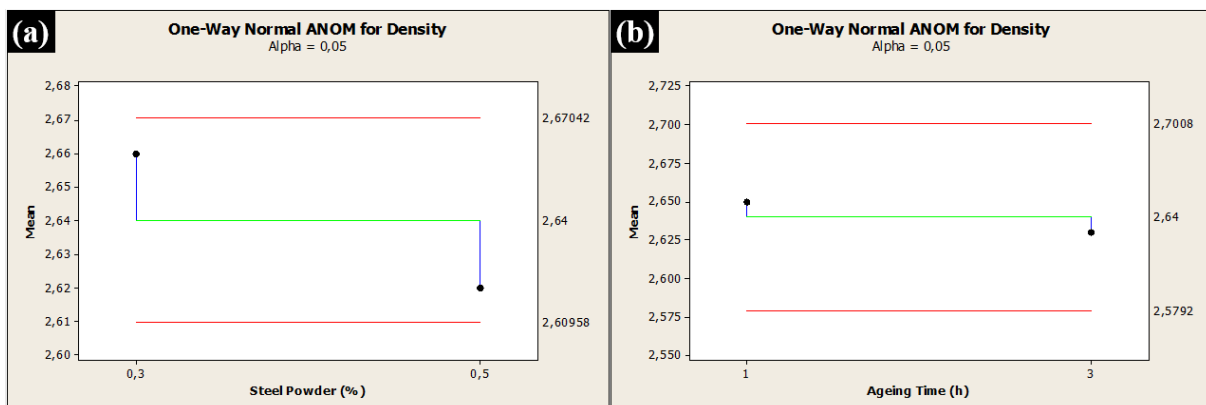 (a)
One-Way Normal ANOM for Density
Alpha = 0,05
2,68
2,67
2,66
2,65
2,64
2,63
2,62
2,61
2,60
Mean
2,67042
2,64
2,60958
0,3
0,5
Steel Powder (%)
(b)
One-Way Normal ANOM for Density
Alpha = 0,05
2,725
2,700
2,675
2,650
2,625
2,600
2,575
2,550
Mean
2,7008
2,64
2,5792
1
3
Ageing Time (h)